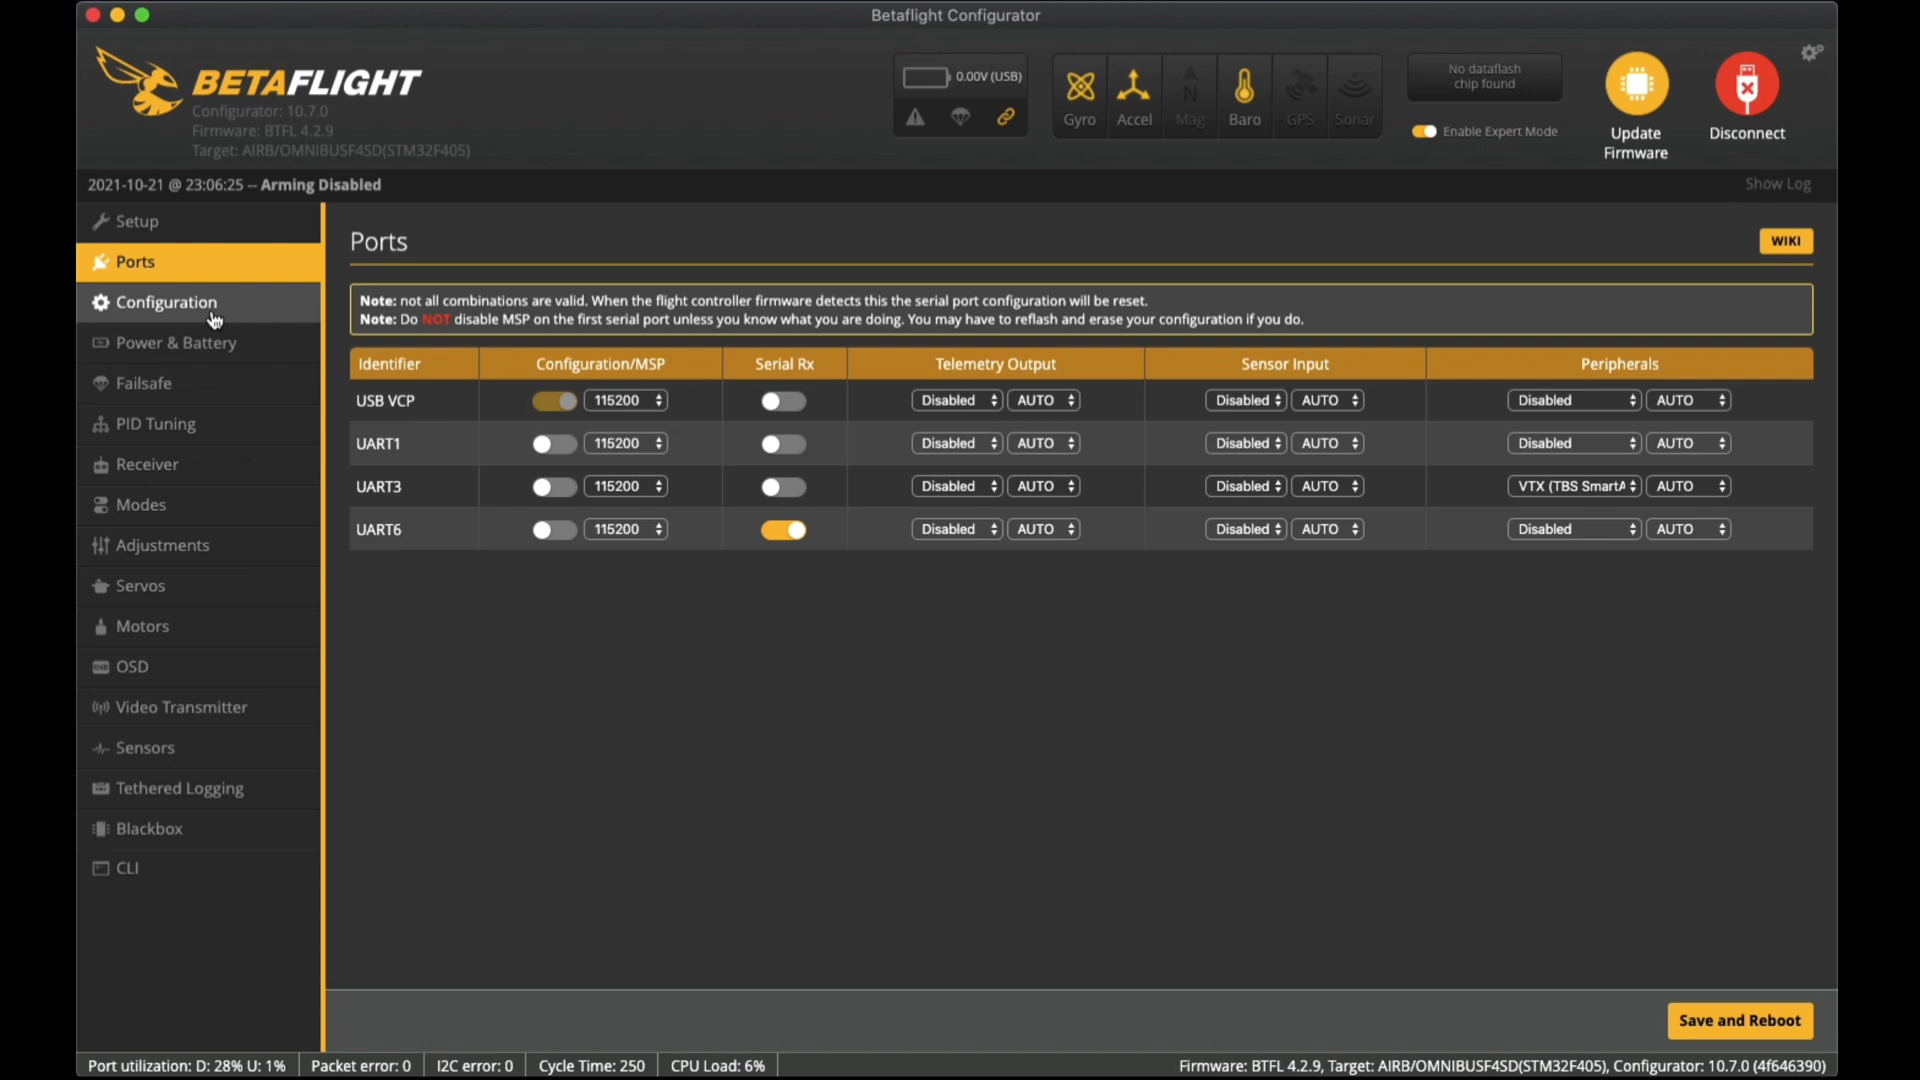 Betaflight Configurator
BETAFLIGHT
Configurator: 10.7.0
Firmware: BTFL 4.2.9
Target: AIRB/OMNIBUSF4SD(STM32F405)
0.00V (USB)
Gyro Accel Mag Baro GPS Sonar
No dataflash
chip found
Enable Expert Mode
Update
Firmware
Disconnect
2021-10-21 @ 23:06:25 -- Arming Disabled
Show Log
Setup
Ports
Configuration
Power & Battery
Failsafe
PID Tuning
Receiver
Modes
Adjustments
Servos
Motors
OSD
Video Transmitter
Sensors
Tethered Logging
Blackbox
CLI
Ports
WIKI
Note: not all combinations are valid. When the flight controller firmware detects this the serial port configuration will be reset.
Note: Do NOT disable MSP on the first serial port unless you know what you are doing. You may have to reflash and erase your configuration if you do.
Identifier Configuration/MSP Serial Rx Telemetry Output Sensor Input Peripherals
USB VCP 115200 Disabled AUTO Disabled AUTO Disabled AUTO
UART1 115200 Disabled AUTO Disabled AUTO Disabled AUTO
UART3 115200 Disabled AUTO Disabled AUTO VTX (TBS SmartA AUTO
UART6 115200 Disabled AUTO Disabled AUTO Disabled AUTO
Save and Reboot
Port utilization: D: 28% U: 1% Packet error: 0 I2C error: 0 Cycle Time: 250 CPU Load: 6% Firmware: BTFL 4.2.9, Target: AIRB/OMNIBUSF4SD(STM32F405), Configurator: 10.7.0 (4f646390)